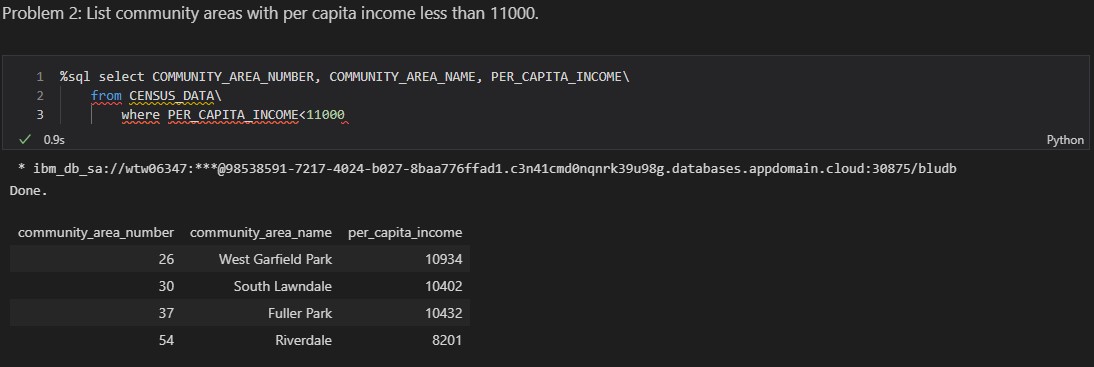 Problem 2: List community areas with per capita income less than 11000.
1 %sql select COMMUNITY_AREA_NUMBER, COMMUNITY_AREA_NAME, PER_CAPITA_INCOME\
2 from CENSUS_DATA\
3 where PER_CAPITA_INCOME<11000
0.9s Python
* ibm_db_sa://wtw06347:***@98538591-7217-4024-b027-8baa776ffad1.c3n41cmd0nqnrk39u98g.databases.appdomain.cloud:30875/bludb
Done.
community_area_number community_area_name per_capita_income
26 West Garfield Park 10934
30 South Lawndale 10402
37 Fuller Park 10432
54 Riverdale 8201